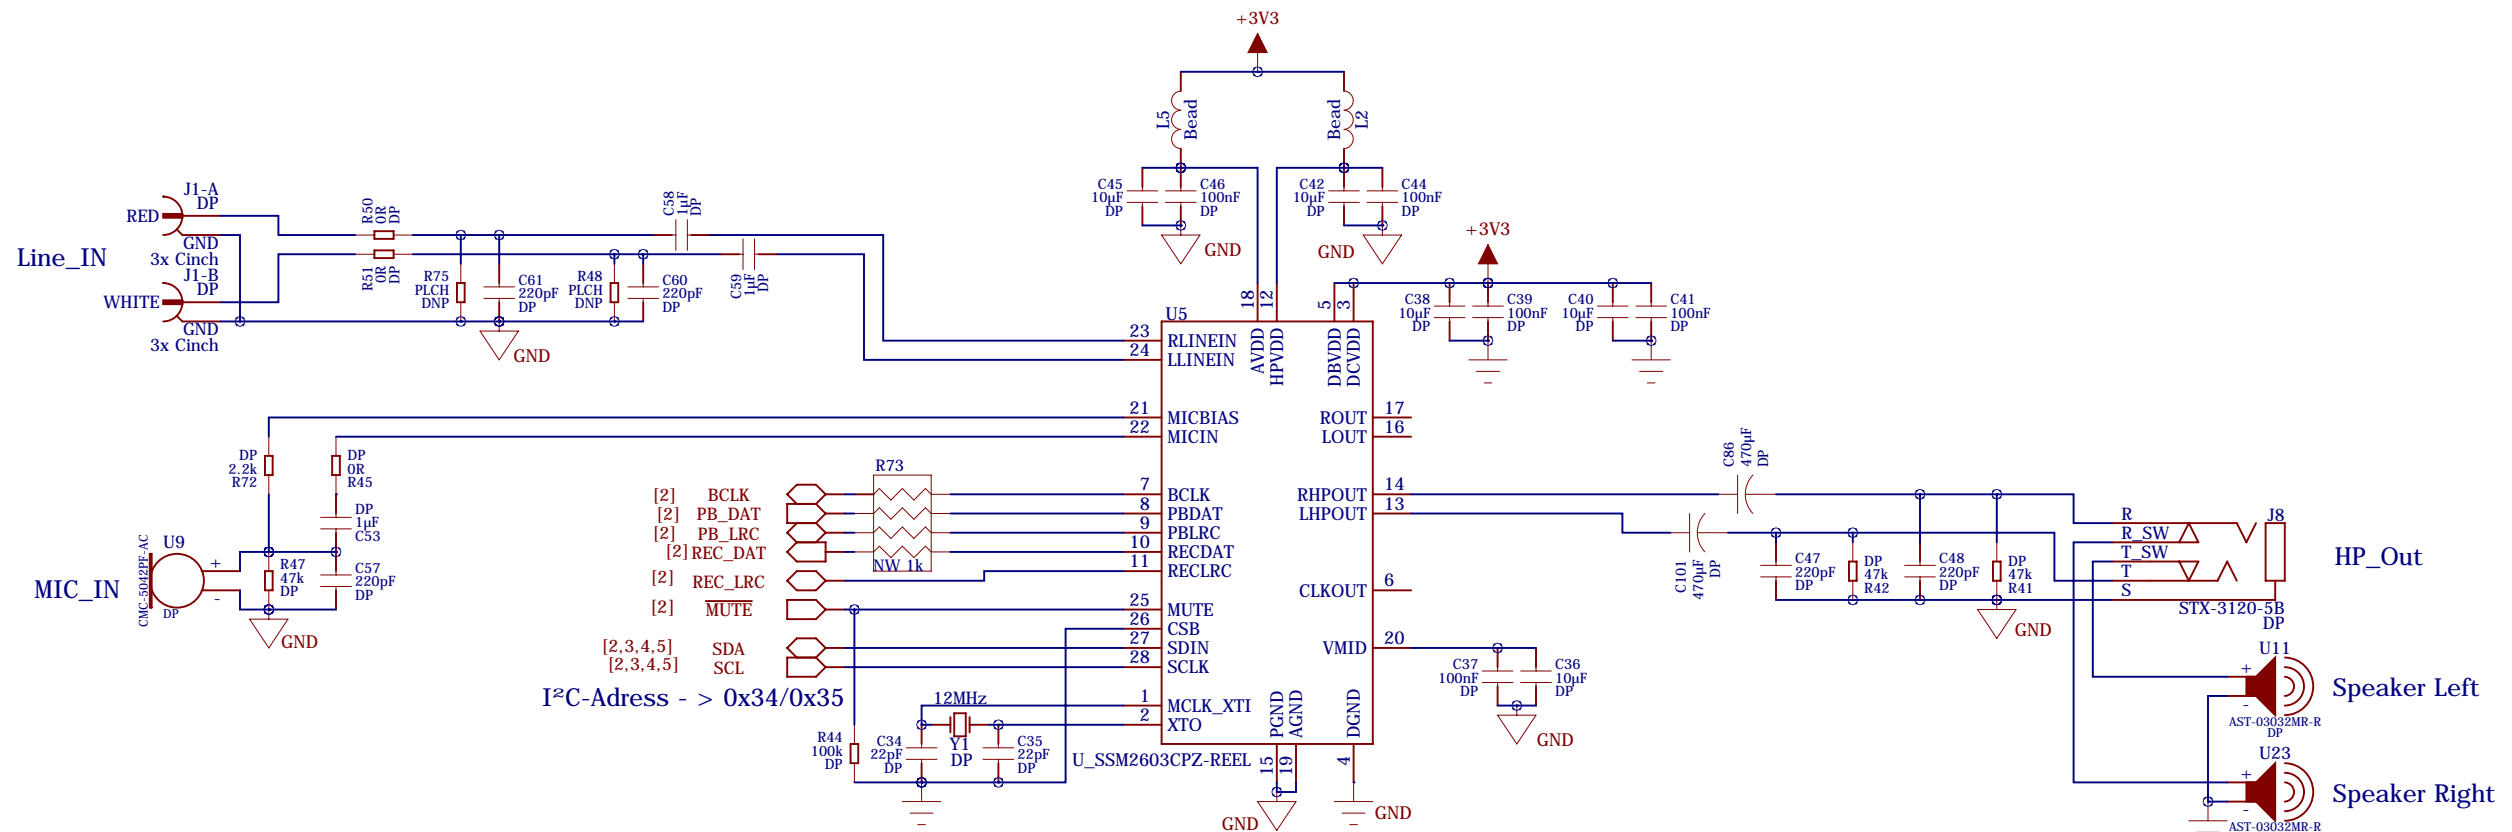 +3V3
L5
Bead
Bead
L2
C45
10µF
DP
C46
100nF
DP
C42
10µF
DP
C44
100nF
DP
GND
GND
J1-A
DP
RED
GND
3x Cinch
Line_IN
J1-B
DP
WHITE
GND
3x Cinch
R50
0R
DP
R51
0R
DP
C58
1µF
DP
C59
1µF
DP
R75
PLCH
DNP
C61
220pF
DP
R48
PLCH
DNP
C60
220pF
DP
GND
+3V3
C38
10µF
DP
C39
100nF
DP
C40
10µF
DP
C41
100nF
DP
U5
18
12
5
3
AVDD
HPVDD
DBVDD
DCVDD
23
RLINEIN
24
LLINEIN
21
MICBIAS
22
MICIN
7
BCLK
8
PBDAT
9
PBLRC
10
RECDAT
11
RECLRC
25
MUTE
26
CSB
27
SDIN
28
SCLK
1
MCLK_XTI
2
XTO
ROUT
17
LOUT
16
RHPOUT
14
LHPOUT
13
CLKOUT
6
VMID
20
PGND
AGND
DGND
15
19
4
U_SSM2603CPZ-REEL
GND
GND
DP
2.2k
R72
DP
0R
R45
DP
1µF
C53
U9
CMC-5042PF-AC
+
-
DP
MIC_IN
R47
47k
DP
C57
220pF
DP
GND
R73
NW 1k
[2] BCLK
[2] PB_DAT
[2] PB_LRC
[2] REC_DAT
[2] REC_LRC
[2] MUTE
[2,3,4,5] SDA
[2,3,4,5] SCL
I²C-Adress - > 0x34/0x35
R44
100k
DP
C34
22pF
DP
12MHz
Y1
DP
C35
22pF
DP
C86
470µF
DP
C101
470µF
DP
C47
220pF
DP
DP
47k
R42
C48
220pF
DP
DP
47k
R41
GND
R
R_SW
T_SW
T
S
J8
STX-3120-5B
DP
HP_Out
C37
100nF
DP
C36
10µF
DP
GND
U11
+
-
AST-03032MR-R
DP
Speaker Left
U23
+
-
AST-03032MR-R
Speaker Right